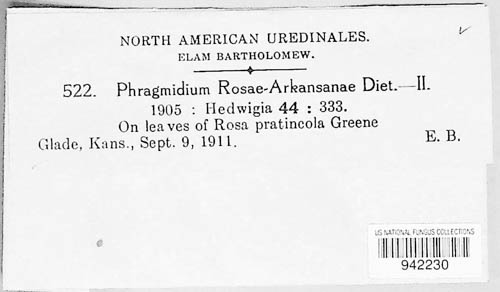 NORTH AMERICAN UREDINALES.
ELAM BARTHOLOMEW.
522. Phragmidium Rosae-Arkansanae Diet.—II.
1905 : Hedwigia 44 : 333.
On leaves of Rosa pratincola Greene
Glade, Kans., Sept. 9, 1911. E. B.
US NATIONAL FUNGUS COLLECTIONS
942230